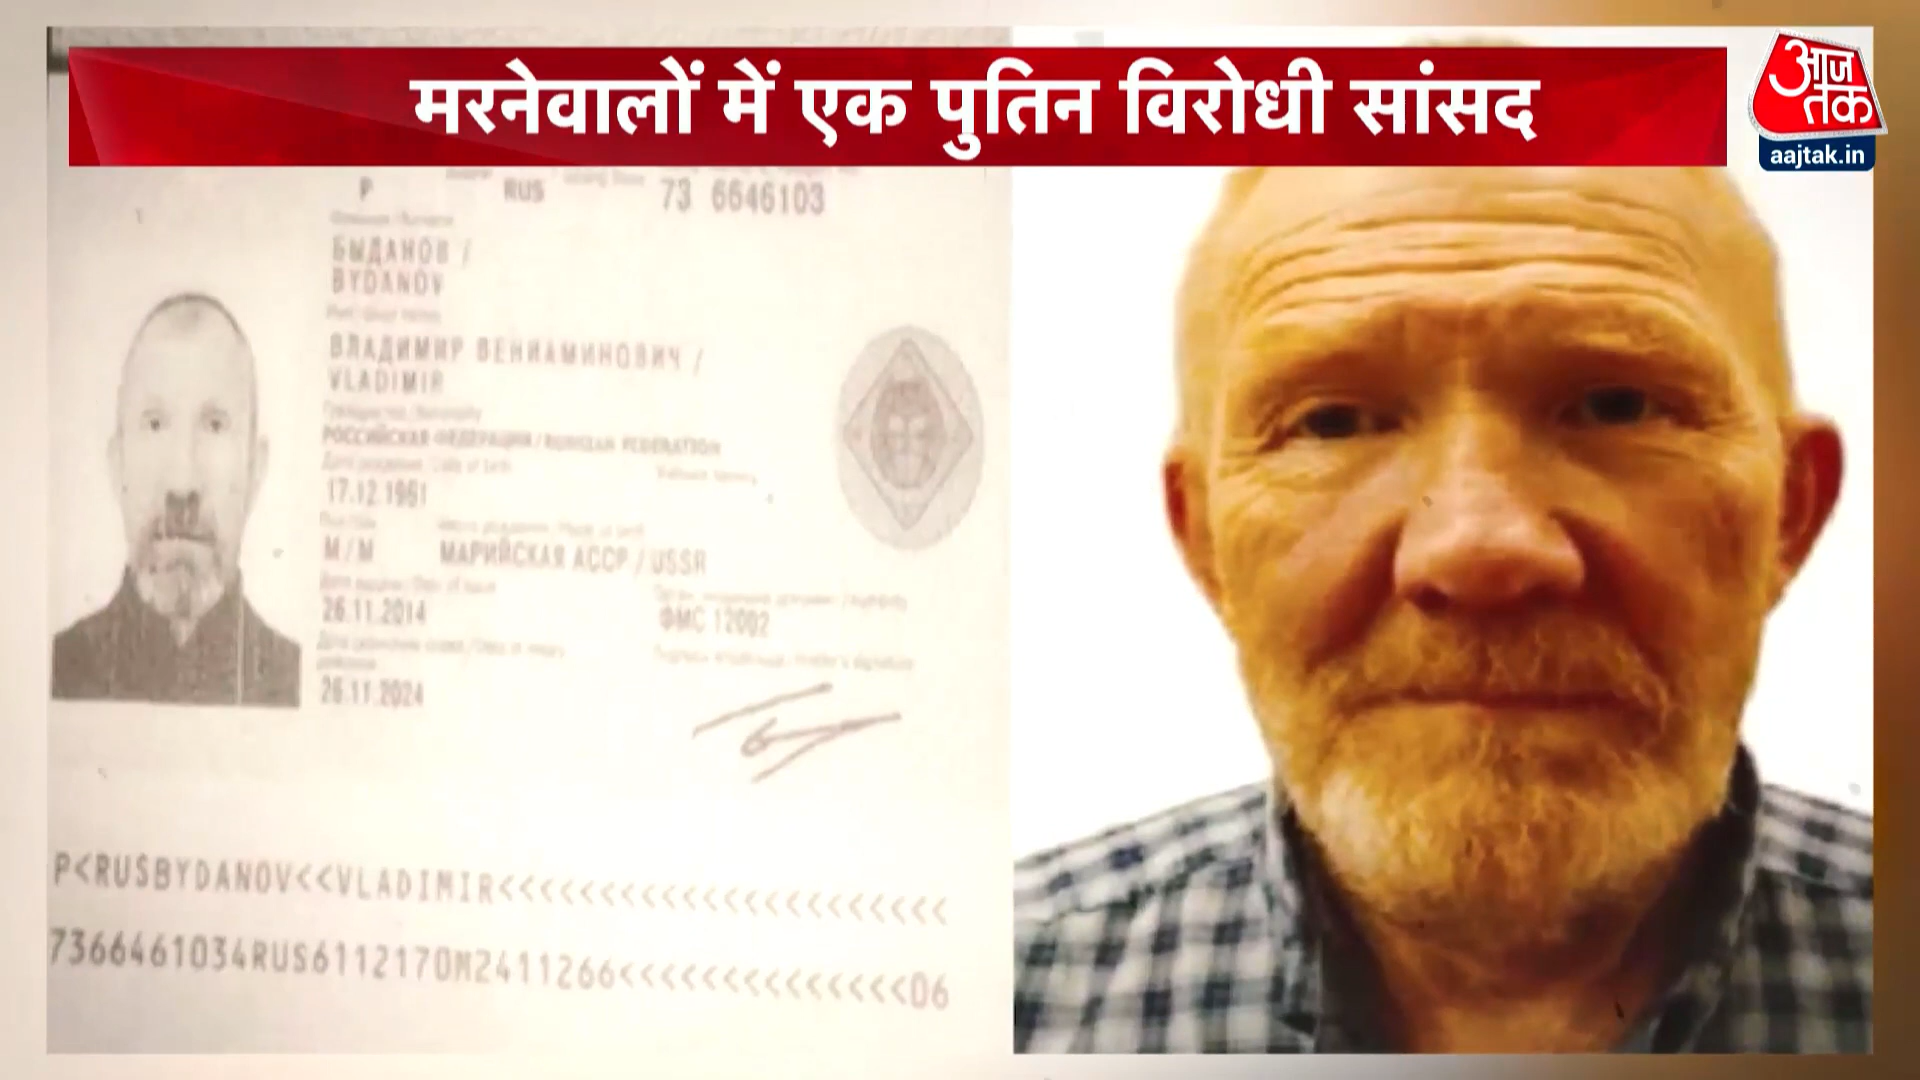 मरनेवालों में एक पुतिन विरोधी सांसद
आज
तक
aajtak.in
P RUS 73 6646103
БЫДАНОВ /
BYDANOV
ВЛАДИМИР ВЕНИАМИНОВИЧ /
VLADIMIR
РОССИЙСКАЯ ФЕДЕРАЦИЯ / RUSSIAN FEDERATION
17.12.1961
M / M МАРИЙСКАЯ АССР / USSR
26.11.2014 ФМС 12002
26.11.2024
P<RUSBYDANOV<<VLADIMIR<<<<<<<<<<<<<<<<<<<<<<
7366461034RUS6112170M2411266<<<<<<<<<<<<<<06